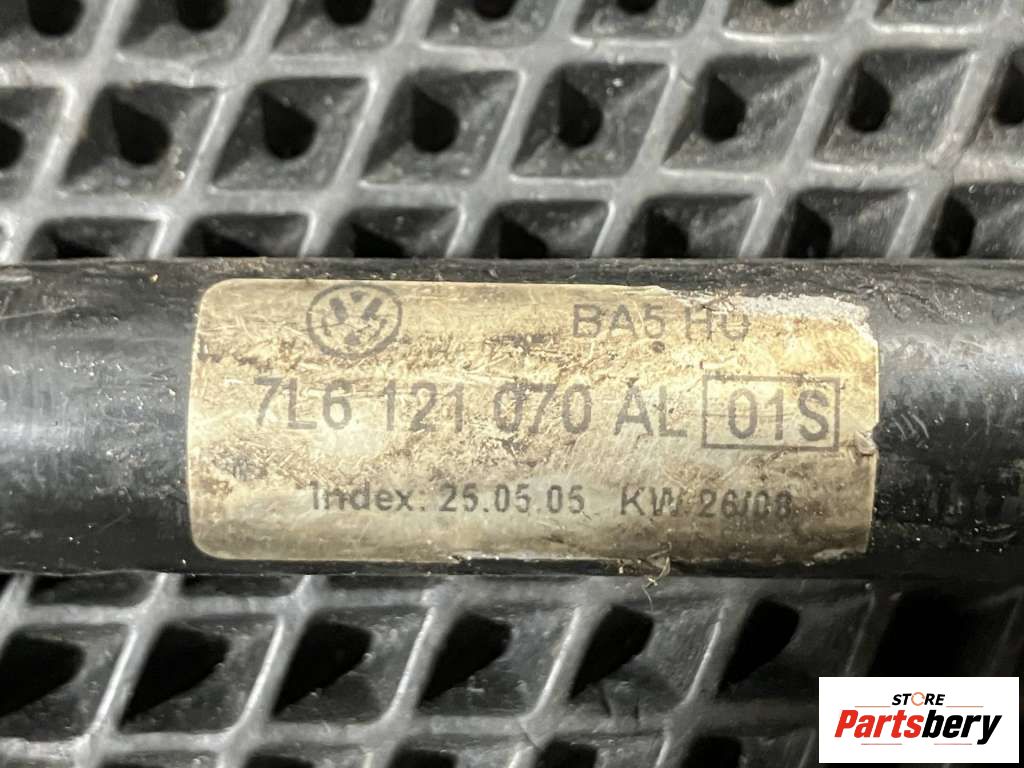 BA5 HU
7L6 121 070 AL 01S
Index: 25.05.05 KW 26/08
STORE
Partsbery